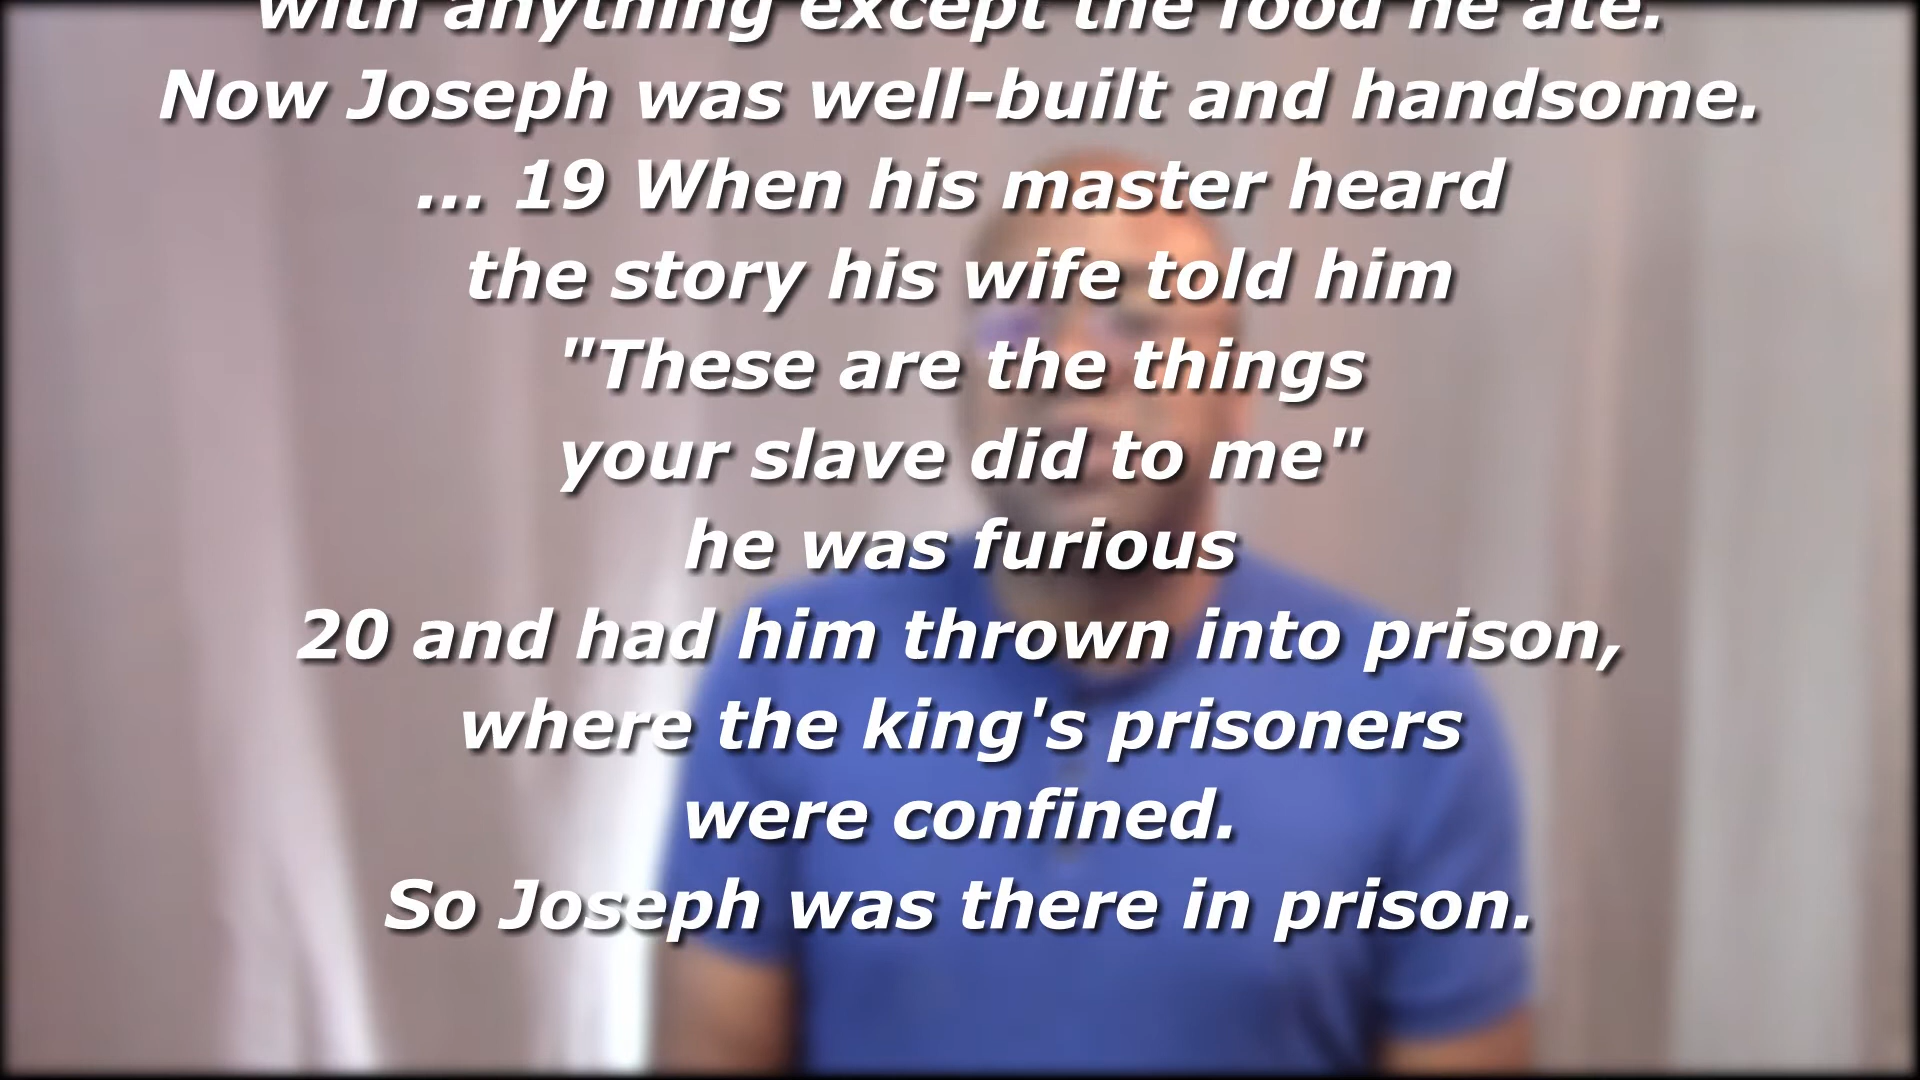 with anything except the food he ate.
Now Joseph was well-built and handsome.
... 19 When his master heard
the story his wife told him
"These are the things
your slave did to me"
he was furious
20 and had him thrown into prison,
where the king's prisoners
were confined.
So Joseph was there in prison.